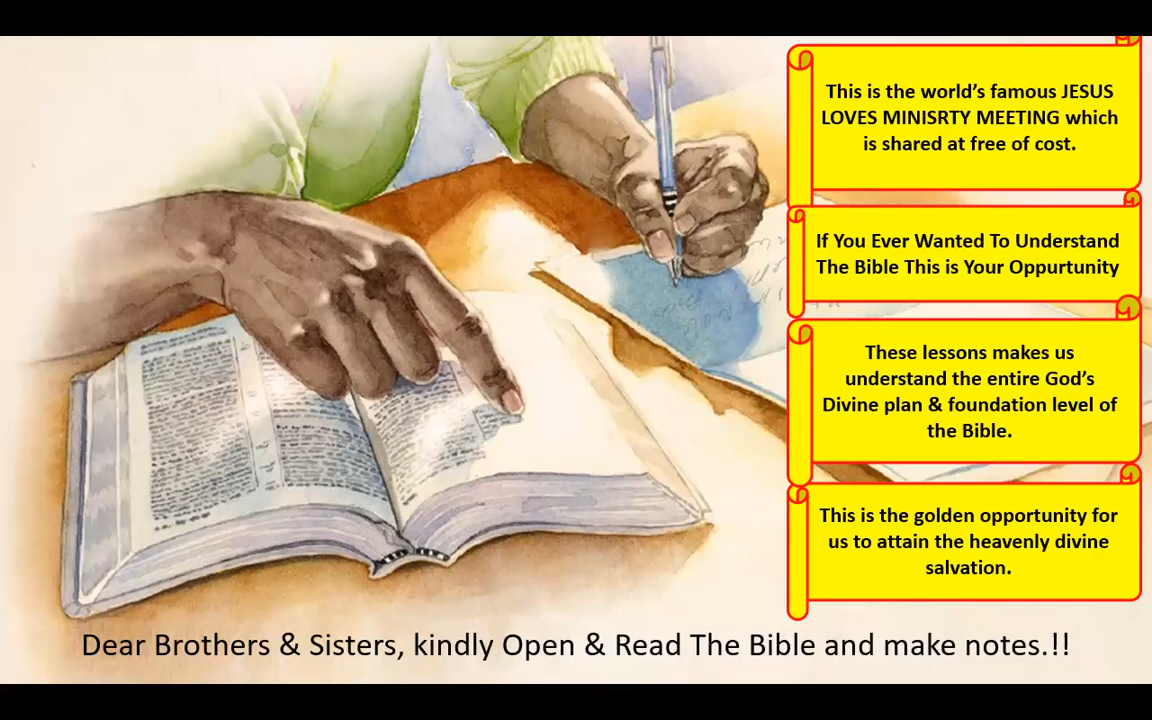 This is the world’s famous JESUS
LOVES MINISRTY MEETING which
is shared at free of cost.
If You Ever Wanted To Understand
The Bible This is Your Oppurtunity
These lessons makes us
understand the entire God’s
Divine plan & foundation level of
the Bible.
This is the golden opportunity for
us to attain the heavenly divine
salvation.
Dear Brothers & Sisters, kindly Open & Read The Bible and make notes.!!